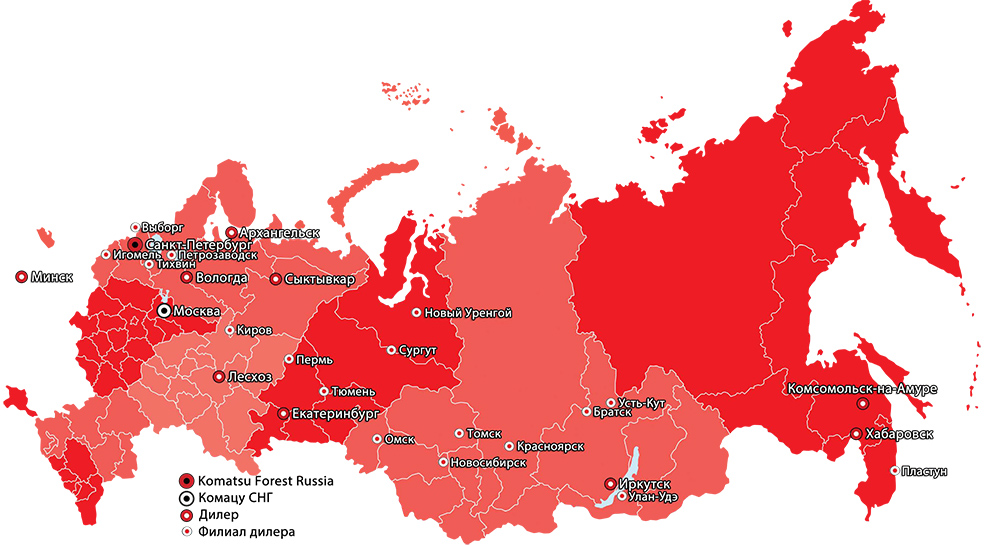 Выборг
Архангельск
Санкт-Петербург
Игомель
Петрозаводск
Тихвин
Минск
Вологда
Сыктывкар
Москва
Новый Уренгой
Киров
Сургут
Пермь
Лесхоз
Тюмень
Комсомольск-на-Амуре
Усть-Кут
Братск
Екатеринбург
Омск
Томск
Хабаровск
Красноярск
Новосибирск
Пластун
Иркутск
Улан-Удэ
Komatsu Forest Russia
Комацу СНГ
Дилер
Филиал дилера